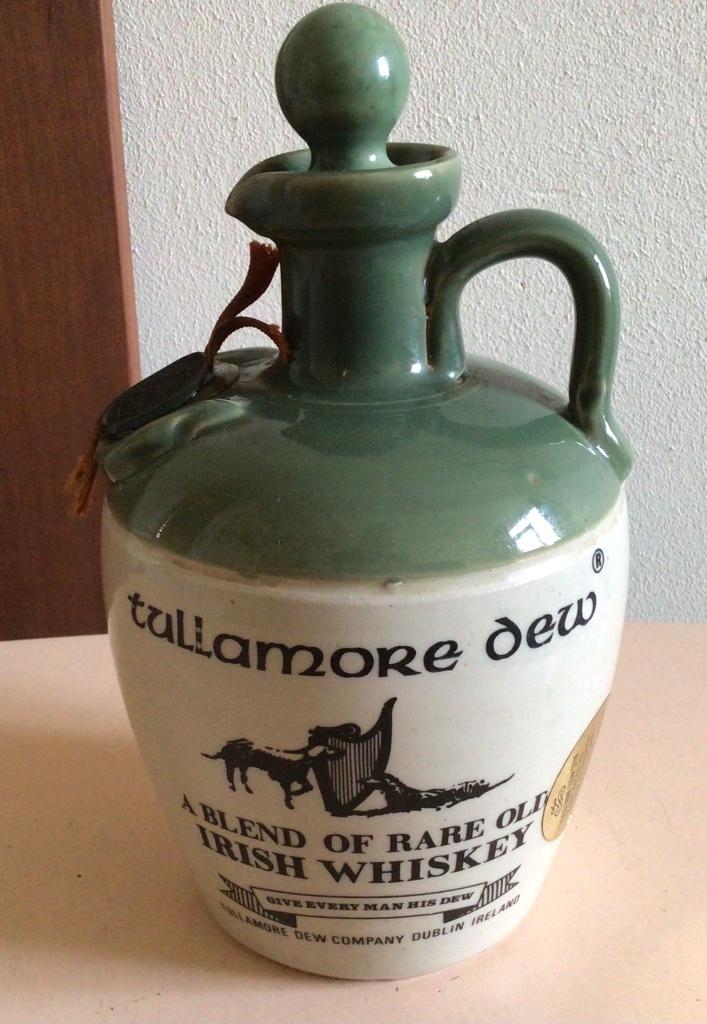 tullamore dew®
A BLEND OF RARE OLD
IRISH WHISKEY
GIVE EVERY MAN HIS DEW
TULLAMORE DEW COMPANY DUBLIN IRELAND